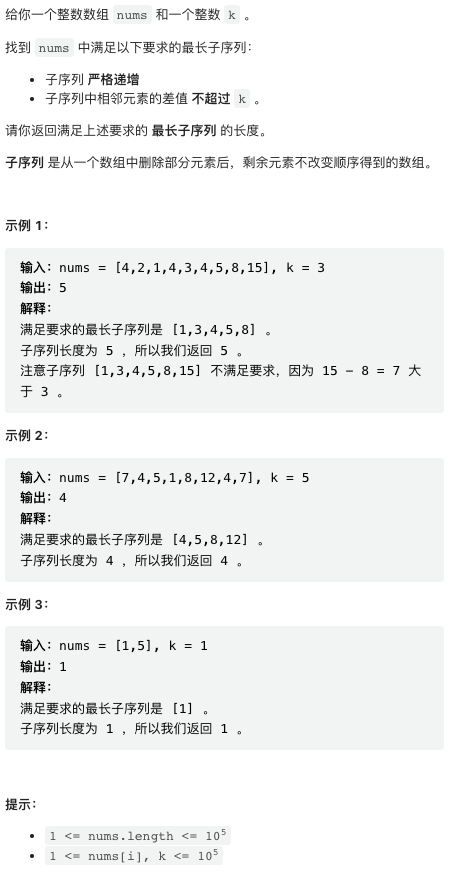 给你一个整数数组 nums 和一个整数 k 。
找到 nums 中满足以下要求的最长子序列：
• 子序列 严格递增
• 子序列中相邻元素的差值 不超过 k 。
请你返回满足上述要求的 最长子序列 的长度。
子序列 是从一个数组中删除部分元素后，剩余元素不改变顺序得到的数组。
示例 1：
输入：nums = [4,2,1,4,3,4,5,8,15], k = 3
输出：5
解释：
满足要求的最长子序列是 [1,3,4,5,8] 。
子序列长度为 5 ，所以我们返回 5 。
注意子序列 [1,3,4,5,8,15] 不满足要求，因为 15 - 8 = 7 大
于 3 。
示例 2：
输入：nums = [7,4,5,1,8,12,4,7], k = 5
输出：4
解释：
满足要求的最长子序列是 [4,5,8,12] 。
子序列长度为 4 ，所以我们返回 4 。
示例 3：
输入：nums = [1,5], k = 1
输出：1
解释：
满足要求的最长子序列是 [1] 。
子序列长度为 1 ，所以我们返回 1 。
提示：
• 1 <= nums.length <= 10⁵
• 1 <= nums[i], k <= 10⁵